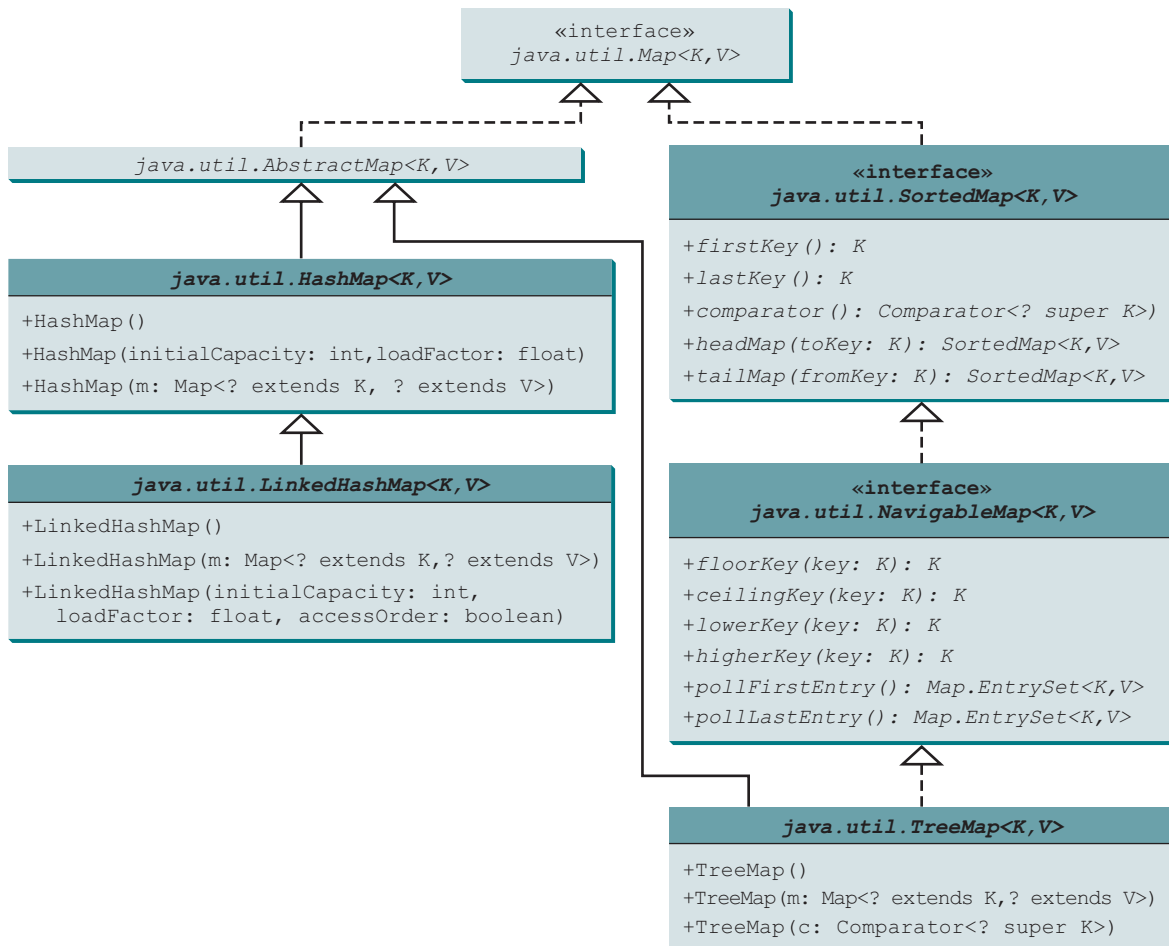 «interface»
java.util.Map<K,V>
java.util.AbstractMap<K,V>
java.util.HashMap<K,V>
+HashMap()
+HashMap(initialCapacity: int,loadFactor: float)
+HashMap(m: Map<? extends K, ? extends V>)
java.util.LinkedHashMap<K,V>
+LinkedHashMap()
+LinkedHashMap(m: Map<? extends K,? extends V>)
+LinkedHashMap(initialCapacity: int,
loadFactor: float, accessOrder: boolean)
«interface»
java.util.SortedMap<K,V>
+firstKey(): K
+lastKey(): K
+comparator(): Comparator<? super K>)
+headMap(toKey: K): SortedMap<K,V>
+tailMap(fromKey: K): SortedMap<K,V>
«interface»
java.util.NavigableMap<K,V>
+floorKey(key: K): K
+ceilingKey(key: K): K
+lowerKey(key: K): K
+higherKey(key: K): K
+pollFirstEntry(): Map.EntrySet<K,V>
+pollLastEntry(): Map.EntrySet<K,V>
java.util.TreeMap<K,V>
+TreeMap()
+TreeMap(m: Map<? extends K,? extends V>)
+TreeMap(c: Comparator<? super K>)